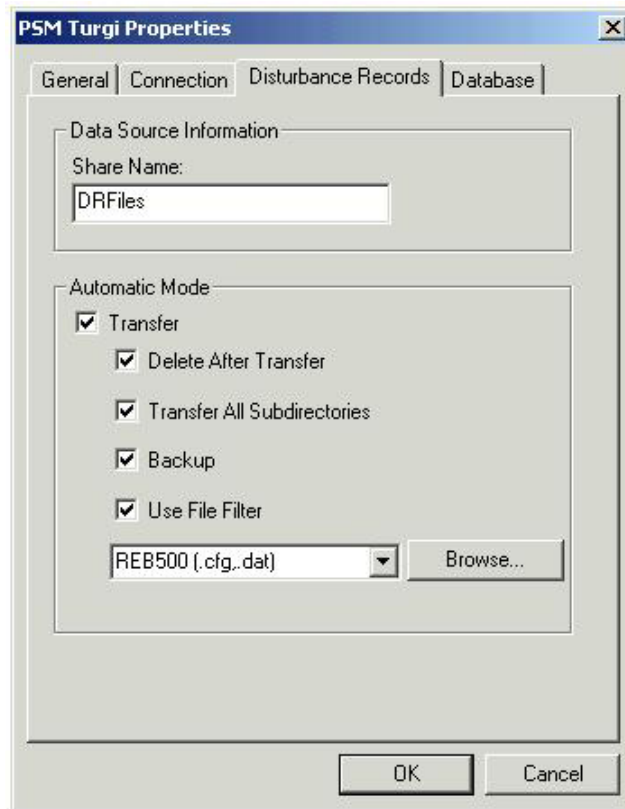 PSM Turgi Properties
General Connection Disturbance Records Database
Data Source Information
Share Name:
DRFiles
Automatic Mode
Transfer
Delete After Transfer
Transfer All Subdirectories
Backup
Use File Filter
REB500 (.cfg,.dat) Browse...
OK Cancel